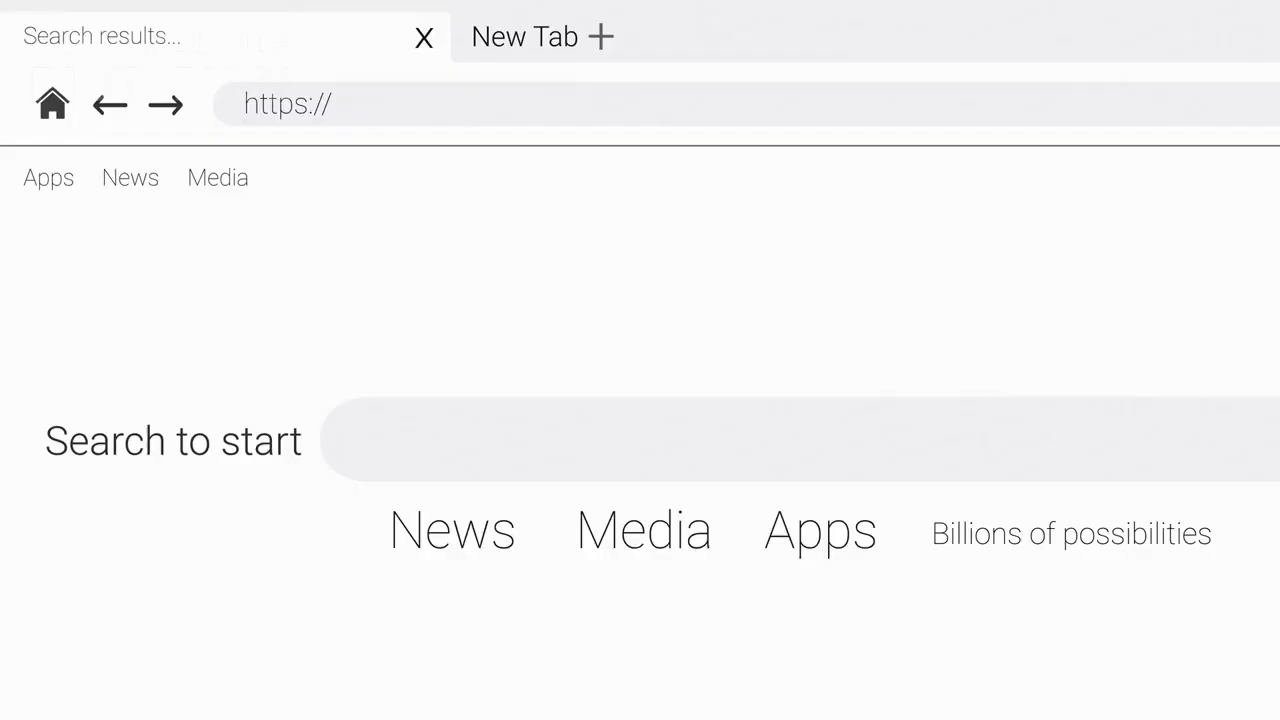 Search results... X New Tab +
https://
Apps News Media
Search to start
News Media Apps Billions of possibilities